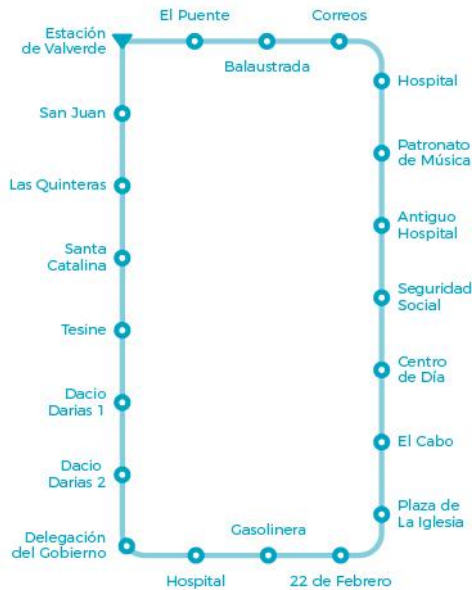 Estación
de Valverde
El Puente
Balaustrada
Correos
Hospital
Patronato
de Música
Antiguo
Hospital
Seguridad
Social
Centro
de Día
El Cabo
Plaza de
La Iglesia
22 de Febrero
Gasolinera
Hospital
Delegación
del Gobierno
Dacio
Darias 2
Dacio
Darias 1
Tesine
Santa
Catalina
Las Quinteras
San Juan